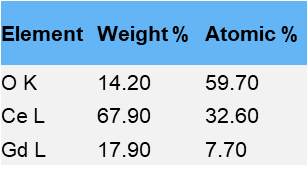 Element Weight % Atomic %
O K 14.20 59.70
Ce L 67.90 32.60
Gd L 17.90 7.70